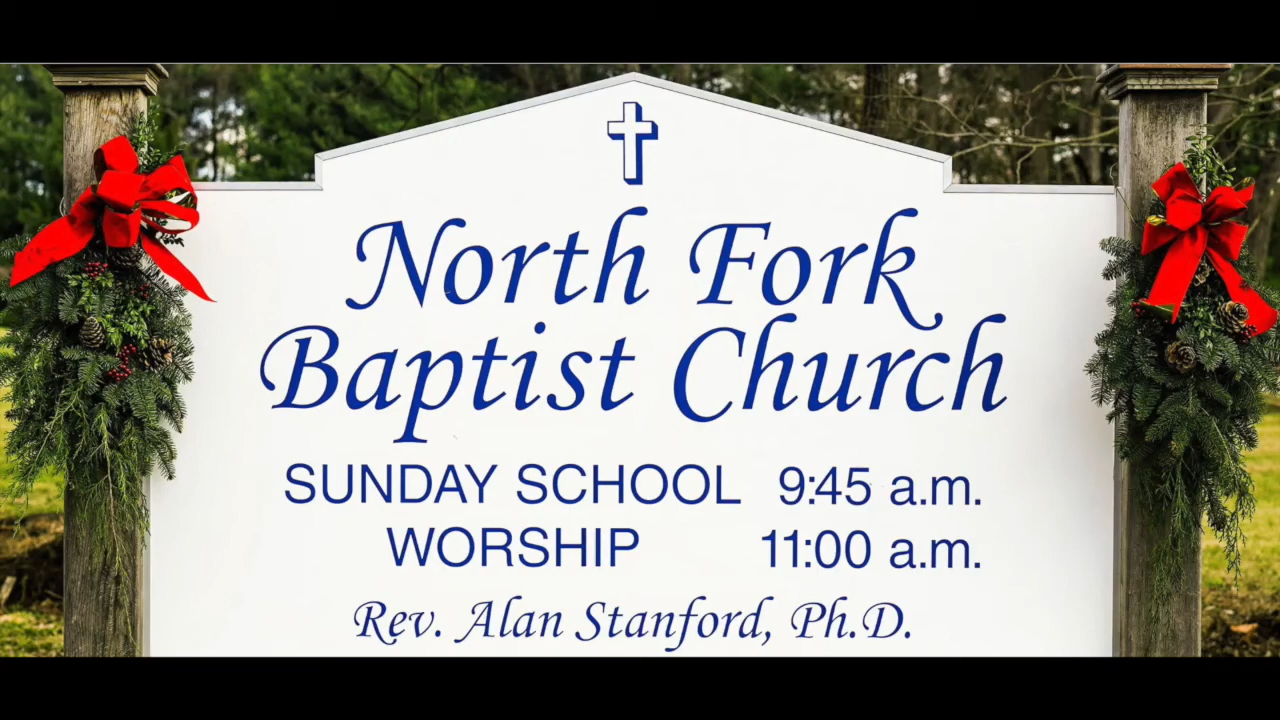 North Fork
Baptist Church
SUNDAY SCHOOL 9:45 a.m.
WORSHIP 11:00 a.m.
Rev. Alan Stanford, Ph.D.